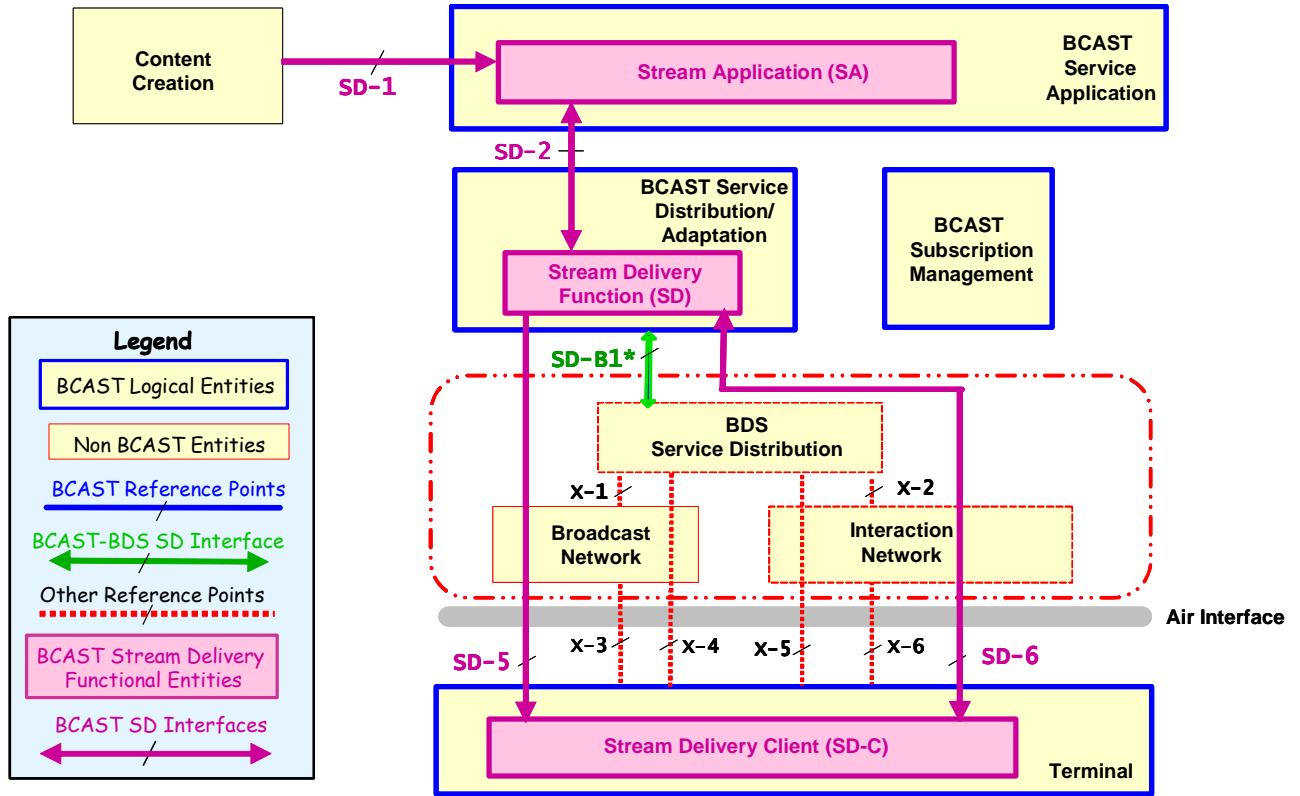 Content
Creation
SD-1
Stream Application (SA)
BCAST
Service
Application
SD-2
BCAST Service
Distribution/
Adaptation
Stream Delivery
Function (SD)
BCAST
Subscription
Management
Legend
BCAST Logical Entities
Non BCAST Entities
BCAST Reference Points
BCAST-BDS SD Interface
Other Reference Points
BCAST Stream Delivery
Functional Entities
BCAST SD Interfaces
SD-B1*
BDS
Service Distribution
X-1
X-2
Broadcast
Network
Interaction
Network
Air Interface
SD-5
X-3
X-4
X-5
X-6
SD-6
Stream Delivery Client (SD-C)
Terminal